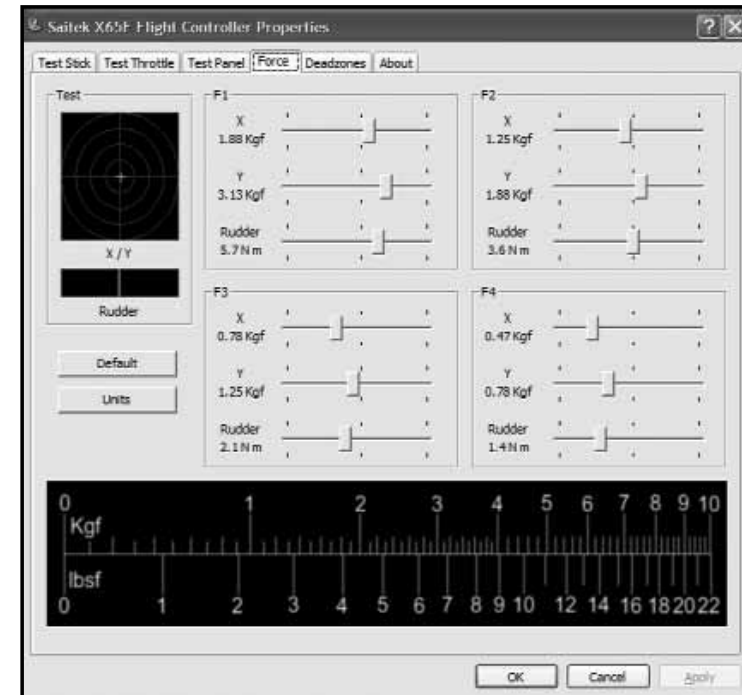 Saitek X65F Flight Controller Properties
Test Stick Test Throttle Test Panel Force Deadzones About
Test
X / Y
Rudder
Default
Units
F1
X
1.88 Kgf
Y
3.13 Kgf
Rudder
5.7 N m
F2
X
1.25 Kgf
Y
1.88 Kgf
Rudder
3.6 N m
F3
X
0.78 Kgf
Y
1.25 Kgf
Rudder
2.1 N m
F4
X
0.47 Kgf
Y
0.78 Kgf
Rudder
1.4 N m
0 1 2 3 4 5 6 7 8 9 10
Kgf
lbsf
0 1 2 3 4 5 6 7 8 9 10 12 14 16 18 20 22
OK Cancel Apply